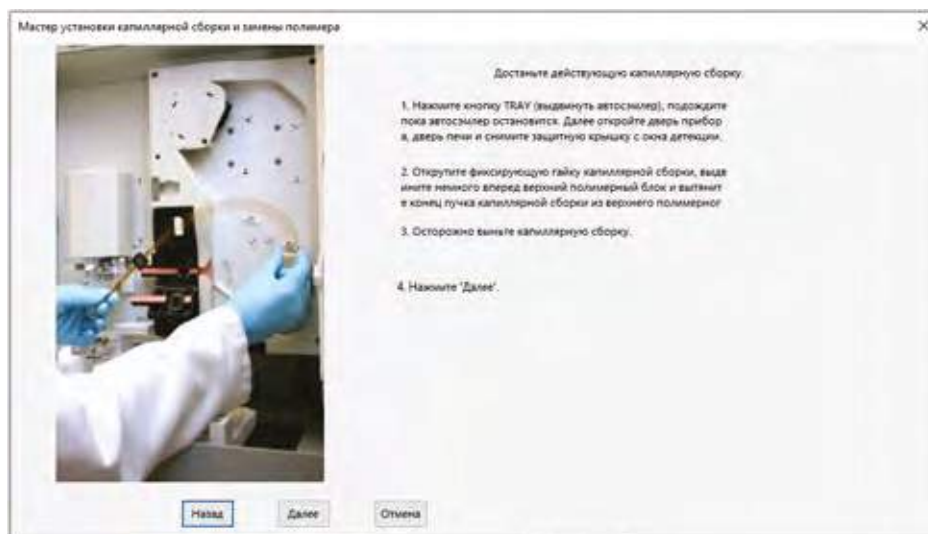 Мастер установки капиллярной сборки и замены полимера
Достаньте действующую капиллярную сборку.
1. Нажмите кнопку TRAY (выдвинуть автосэмлер), подождите
пока автосэмлер остановится. Далее откройте дверь прибор
а, дверь печи и снимите защитную крышку с окна детекции.
2. Открутите фиксирующую гайку капиллярной сборки, выдв
ините немного вперед верхний полимерный блок и вытянит
е конец пучка капиллярной сборки из верхнего полимерног
3. Осторожно выньте капиллярную сборку.
4. Нажмите 'Далее'.
Назад
Далее
Отмена